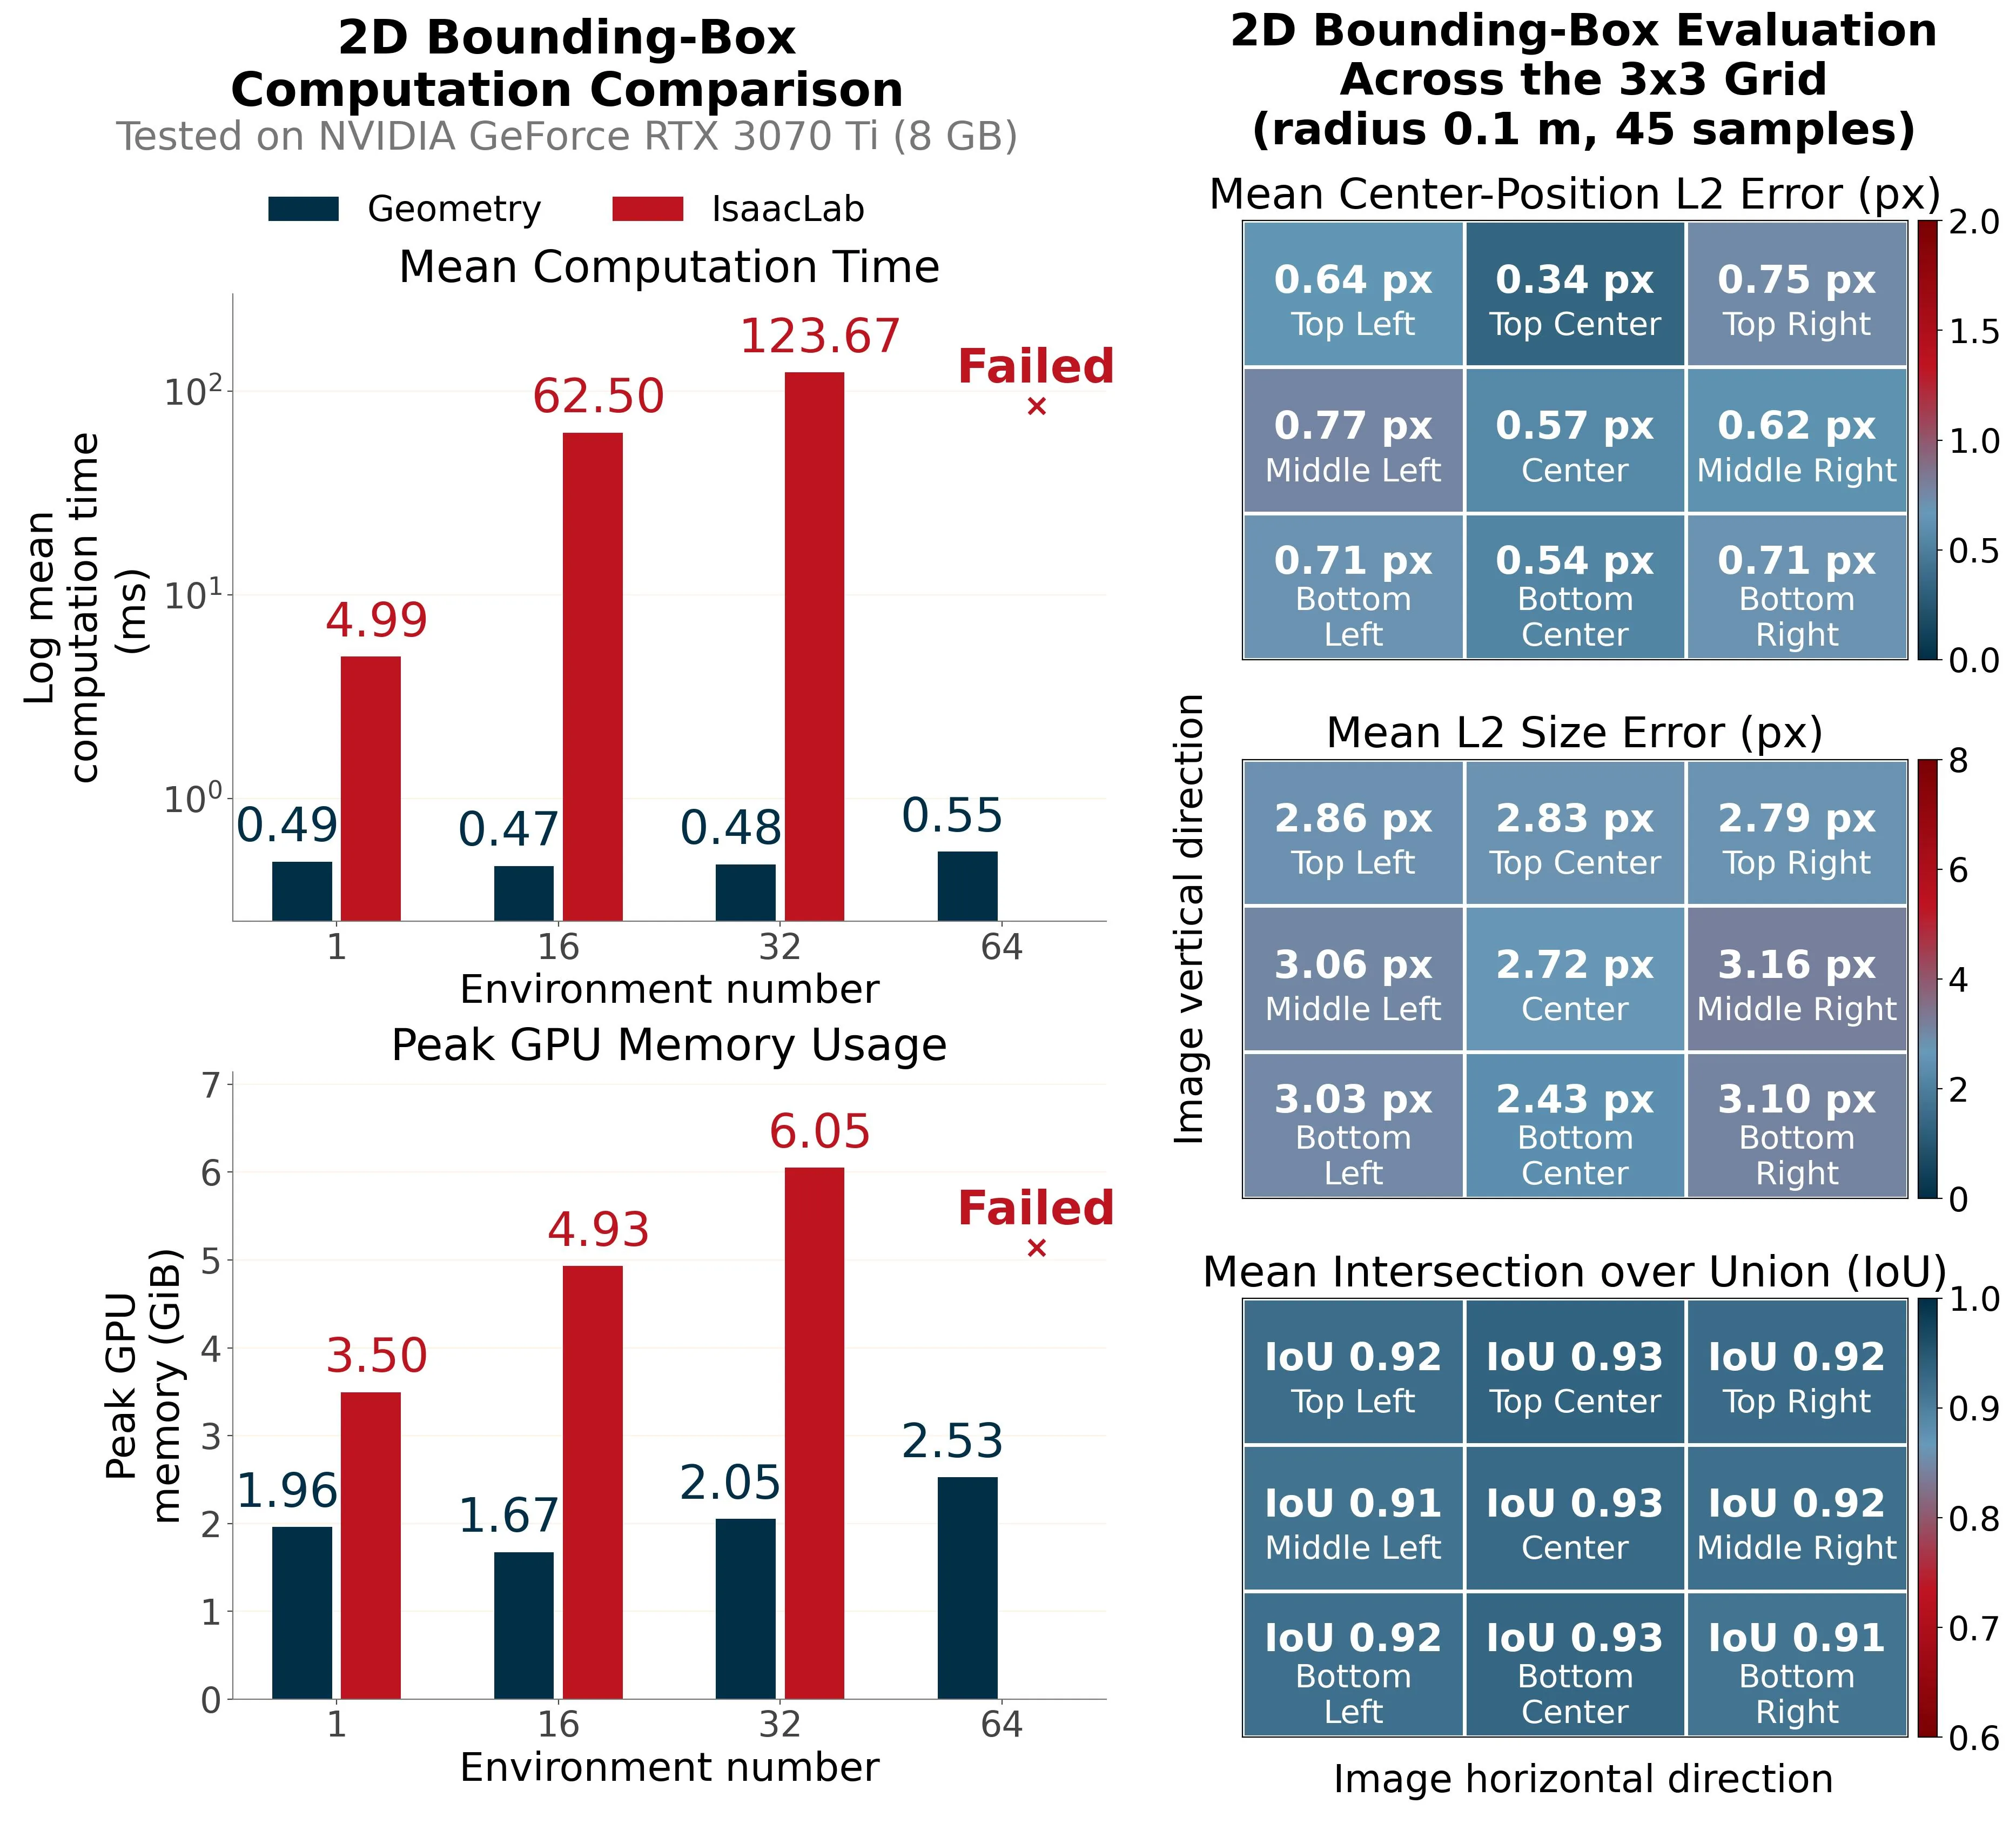 2D Bounding-Box
Computation Comparison
Tested on NVIDIA GeForce RTX 3070 Ti (8 GB)
Geometry
IsaacLab
Mean Computation Time
Log mean
computation time
(ms)
10²
10¹
10⁰
0.49
4.99
0.47
62.50
0.48
123.67
0.55
Failed
×
1
16
32
64
Environment number
Peak GPU Memory Usage
Peak GPU
memory (GiB)
7
6
5
4
3
2
1
0
1.96
3.50
1.67
4.93
2.05
6.05
2.53
Failed
×
1
16
32
64
Environment number
2D Bounding-Box Evaluation
Across the 3x3 Grid
(radius 0.1 m, 45 samples)
Image vertical direction
Mean Center-Position L2 Error (px)
0.64 px
Top Left
0.34 px
Top Center
0.75 px
Top Right
0.77 px
Middle Left
0.57 px
Center
0.62 px
Middle Right
0.71 px
Bottom
Left
0.54 px
Bottom
Center
0.71 px
Bottom
Right
2.0
1.5
1.0
0.5
0.0
Mean L2 Size Error (px)
2.86 px
Top Left
2.83 px
Top Center
2.79 px
Top Right
3.06 px
Middle Left
2.72 px
Center
3.16 px
Middle Right
3.03 px
Bottom
Left
2.43 px
Bottom
Center
3.10 px
Bottom
Right
8
6
4
2
0
Mean Intersection over Union (IoU)
IoU 0.92
Top Left
IoU 0.93
Top Center
IoU 0.92
Top Right
IoU 0.91
Middle Left
IoU 0.93
Center
IoU 0.92
Middle Right
IoU 0.92
Bottom
Left
IoU 0.93
Bottom
Center
IoU 0.91
Bottom
Right
1.0
0.9
0.8
0.7
0.6
Image horizontal direction